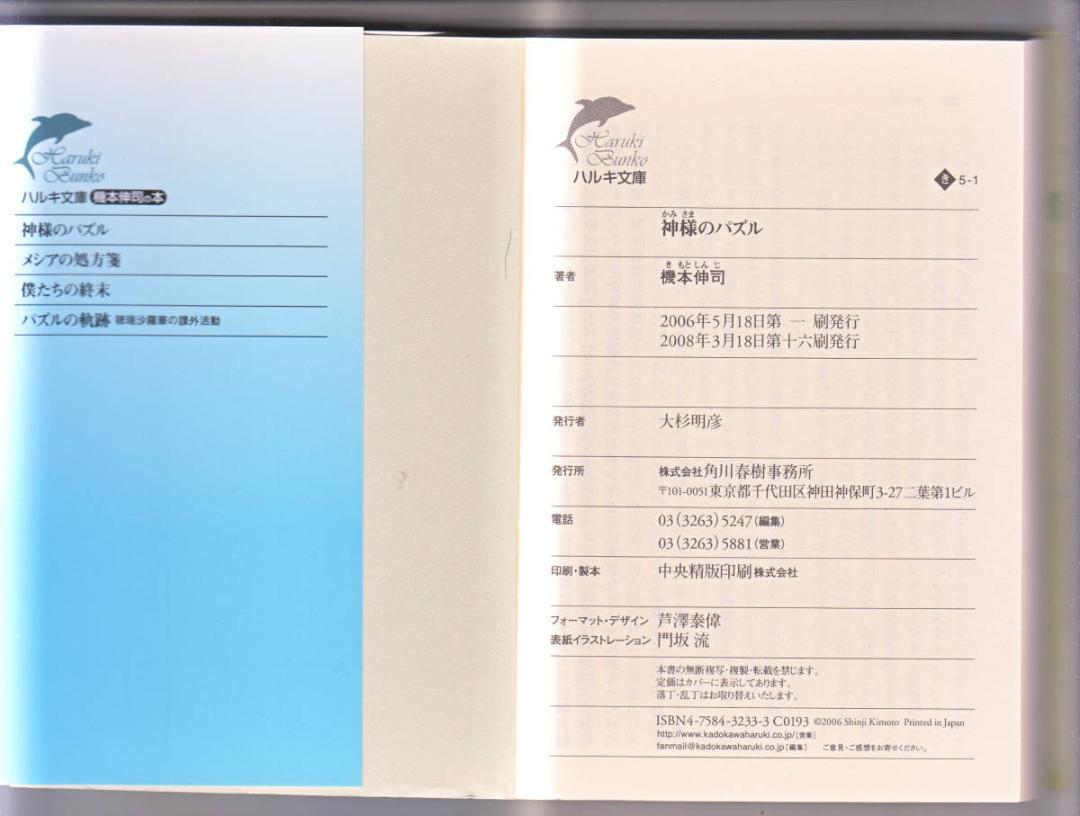 Haruki
Bunko
ハルキ文庫 機本伸司の本
神様のパズル
メシアの処方箋
僕たちの終末
パズルの軌跡 穂瑞沙羅華の課外活動
Haruki
Bunko
ハルキ文庫
き 5-1
かみ さま
神様のパズル
き もと しん じ
著者 機本伸司
2006年5月18日第 一 刷発行
2008年3月18日第十六刷発行
発行者 大杉明彦
発行所 株式会社角川春樹事務所
〒101-0051東京都千代田区神田神保町3-27二葉第1ビル
電話 03(3263)5247(編集)
03(3263)5881(営業)
印刷・製本 中央精版印刷株式会社
フォーマット・デザイン 芦澤泰偉
表紙イラストレーション 門坂 流
本書の無断複写・複製・転載を禁じます。
定価はカバーに表示してあります。
落丁・乱丁はお取り替えいたします。
ISBN4-7584-3233-3 C0193 ©2006 Shinji Kimoto Printed in Japan
http://www.kadokawaharuki.co.jp/[営業]
fanmail@kadokawaharuki.co.jp[編集] ご意見・ご感想をお寄せください。